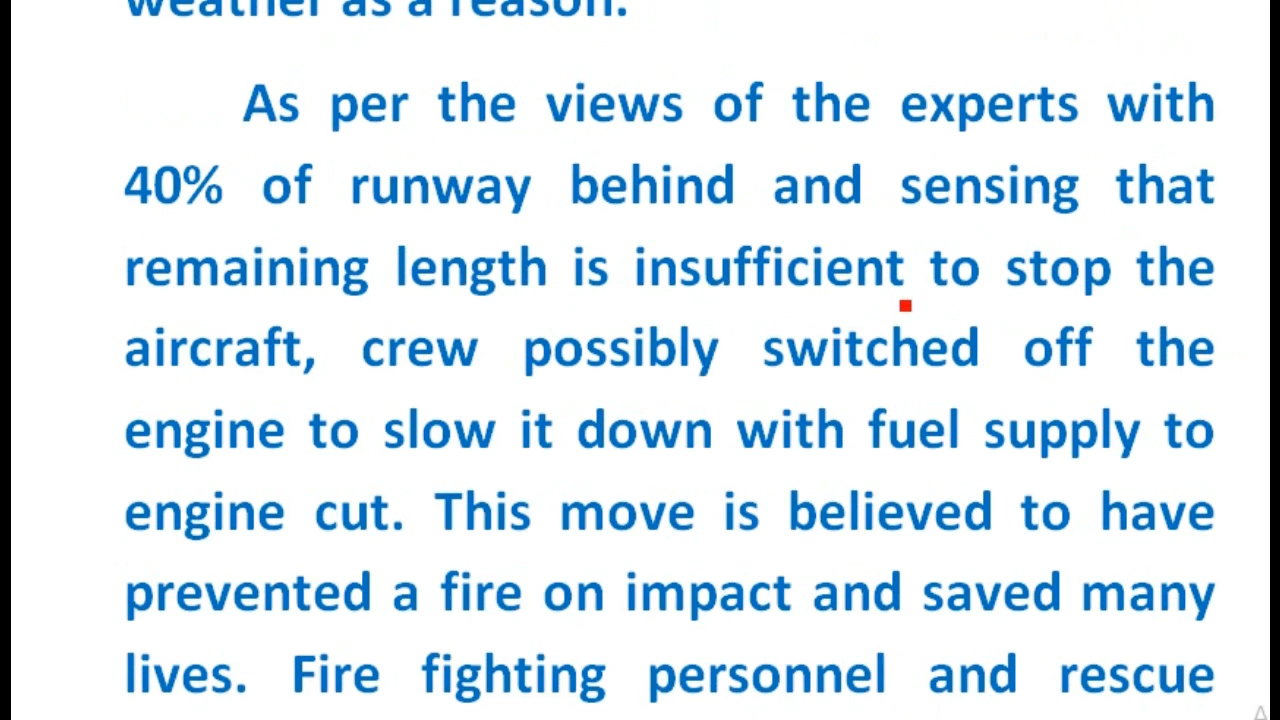 weather as a reason.
As per the views of the experts with
40% of runway behind and sensing that
remaining length is insufficient to stop the
aircraft, crew possibly switched off the
engine to slow it down with fuel supply to
engine cut. This move is believed to have
prevented a fire on impact and saved many
lives. Fire fighting personnel and rescue